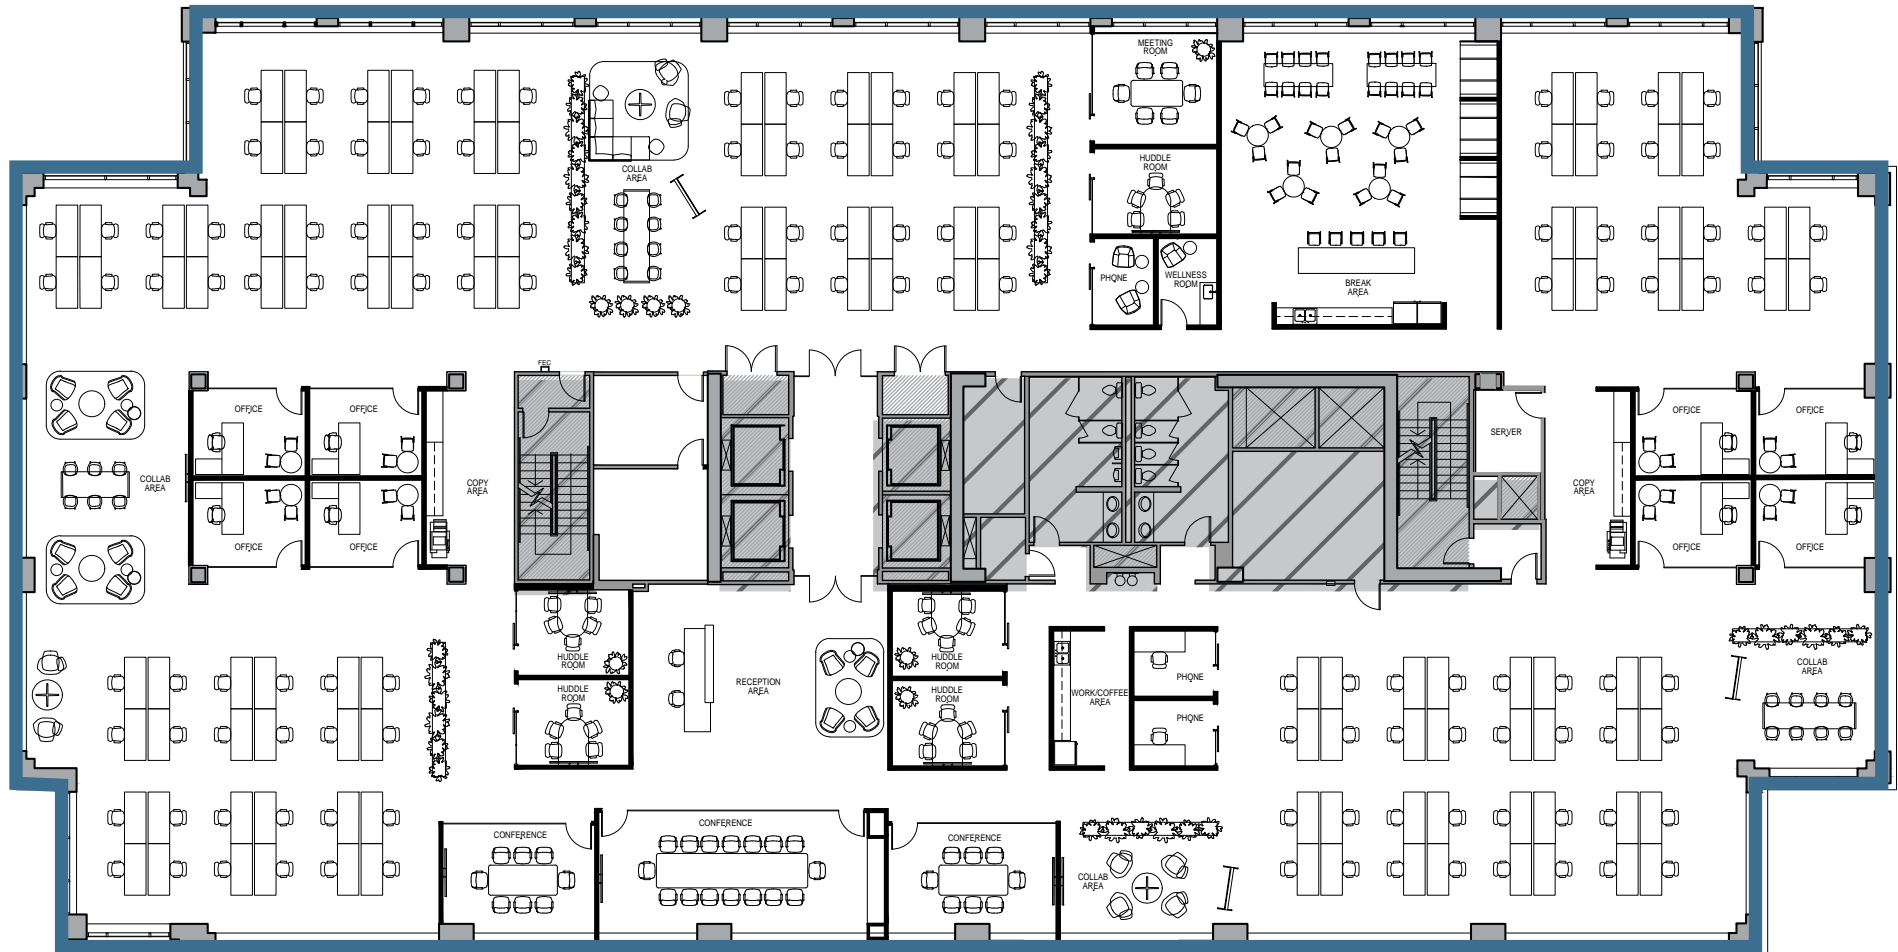 MEETING
ROOM
HUDDLE
ROOM
COLLAB
AREA
PHONE
WELLNESS
ROOM
BREAK
AREA
FEC
OFFICE
OFFICE
OFFICE
OFFICE
SERVER
COLLAB
AREA
COPY
AREA
COPY
AREA
OFFICE
OFFICE
OFFICE
OFFICE
HUDDLE
ROOM
HUDDLE
ROOM
COLLAB
AREA
RECEPTION
AREA
PHONE
HUDDLE
ROOM
HUDDLE
ROOM
WORK/COFFEE
AREA
PHONE
CONFERENCE
CONFERENCE
CONFERENCE
COLLAB
AREA